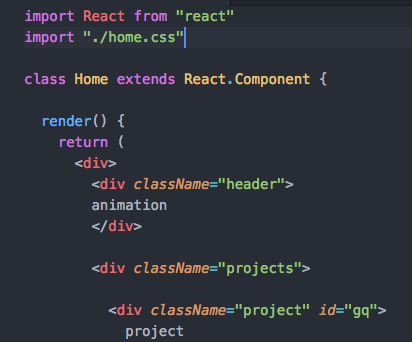 import React from "react"
import "./home.css"
class Home extends React.Component {
render() {
return (
<div>
<div className="header">
animation
</div>
<div className="projects">
<div className="project" id="gq">
project